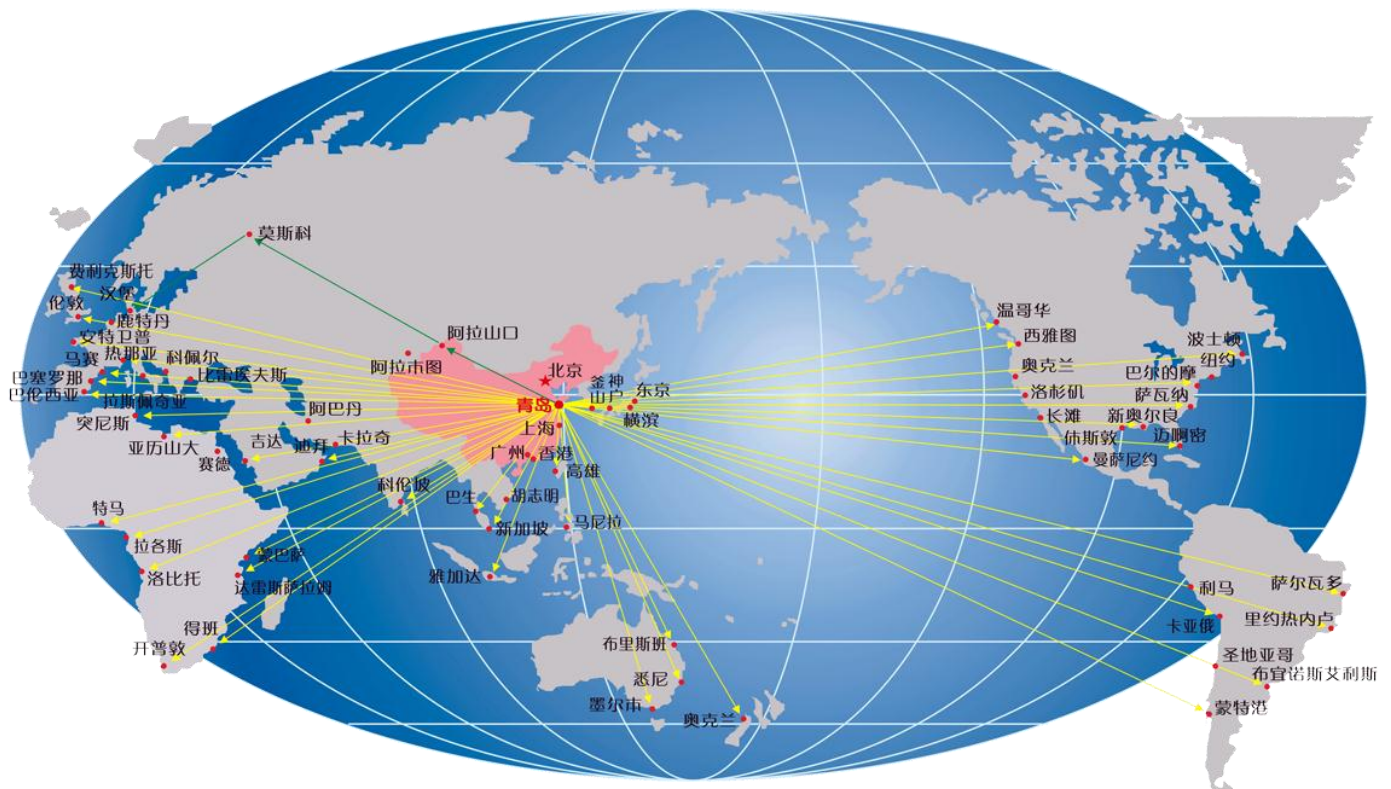 莫斯科
费利克斯托
汉堡
伦敦
鹿特丹
安特卫普
阿拉山口
阿拉木图
马赛
热那亚
科佩尔
比雷埃夫斯
巴塞罗那
巴伦西亚
拉斯佩奇亚
突尼斯
阿巴丹
亚历山大
吉达
迪拜
卡拉奇
赛德
北京
青岛
上海
釜山
神户
东京
横滨
广州
香港
高雄
科伦坡
巴生
胡志明
新加坡
马尼拉
雅加达
特马
拉各斯
洛比托
蒙巴萨
达雷斯萨拉姆
得班
开普敦
布里斯班
悉尼
墨尔本
奥克兰
温哥华
西雅图
奥克兰
洛杉矶
长滩
波士顿
纽约
巴尔的摩
萨瓦纳
新奥尔良
休斯敦
迈啊密
曼萨尼约
利马
卡亚俄
萨尔瓦多
里约热内卢
圣地亚哥
布宜诺斯艾利斯
蒙特港